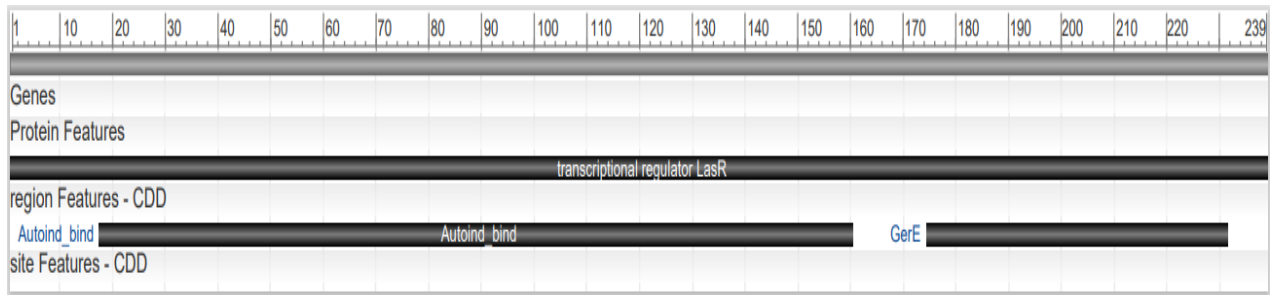 1 10 20 30 40 50 60 70 80 90 100 110 120 130 140 150 160 170 180 190 200 210 220 239
Genes
Protein Features
transcriptional regulator LasR
region Features - CDD
Autoind_bind Autoind_bind GerE
site Features - CDD